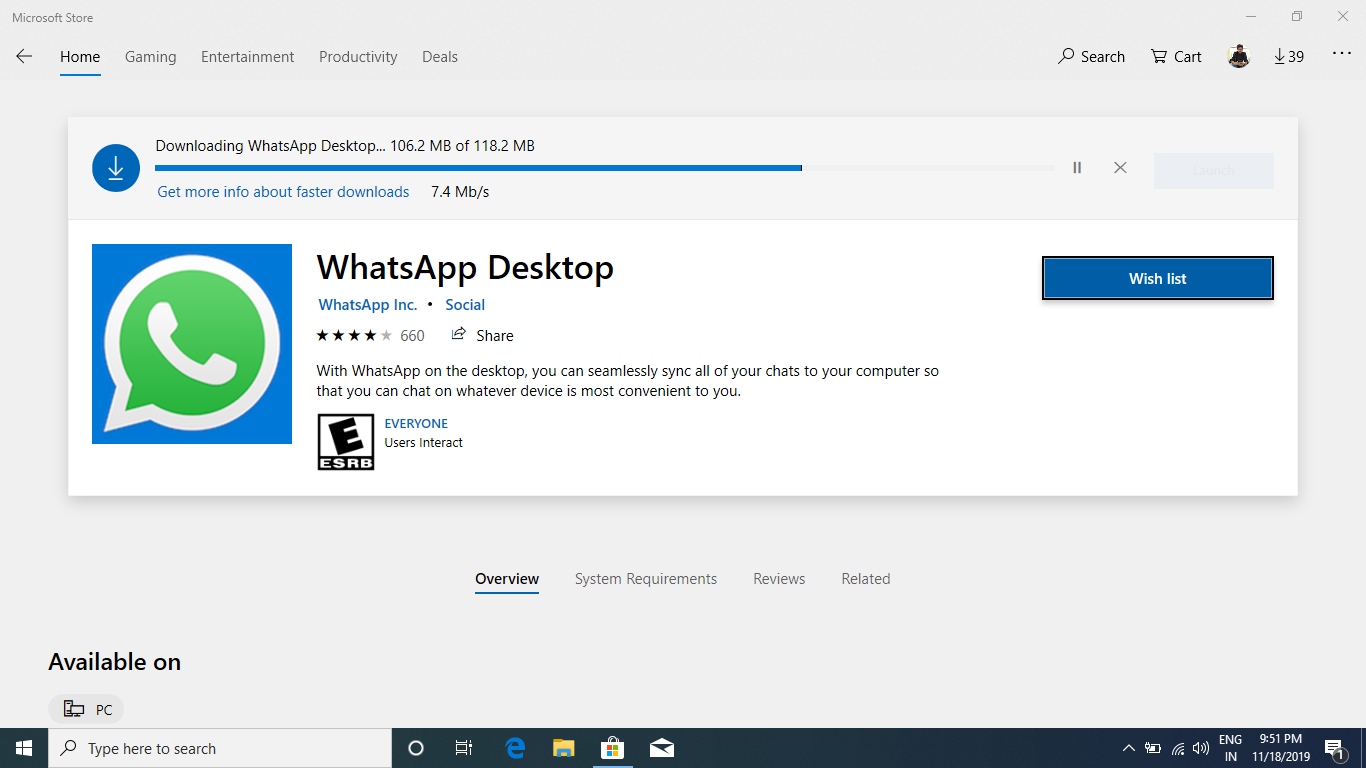 Microsoft Store
Home Gaming Entertainment Productivity Deals Search Cart 39
Downloading WhatsApp Desktop... 106.2 MB of 118.2 MB
Launch
Get more info about faster downloads 7.4 Mb/s
WhatsApp Desktop
Wish list
WhatsApp Inc. • Social
660 Share
With WhatsApp on the desktop, you can seamlessly sync all of your chats to your computer so
that you can chat on whatever device is most convenient to you.
E
ESRB
EVERYONE
Users Interact
Overview System Requirements Reviews Related
Available on
PC
Type here to search
ENG
IN
9:51 PM
11/18/2019
1